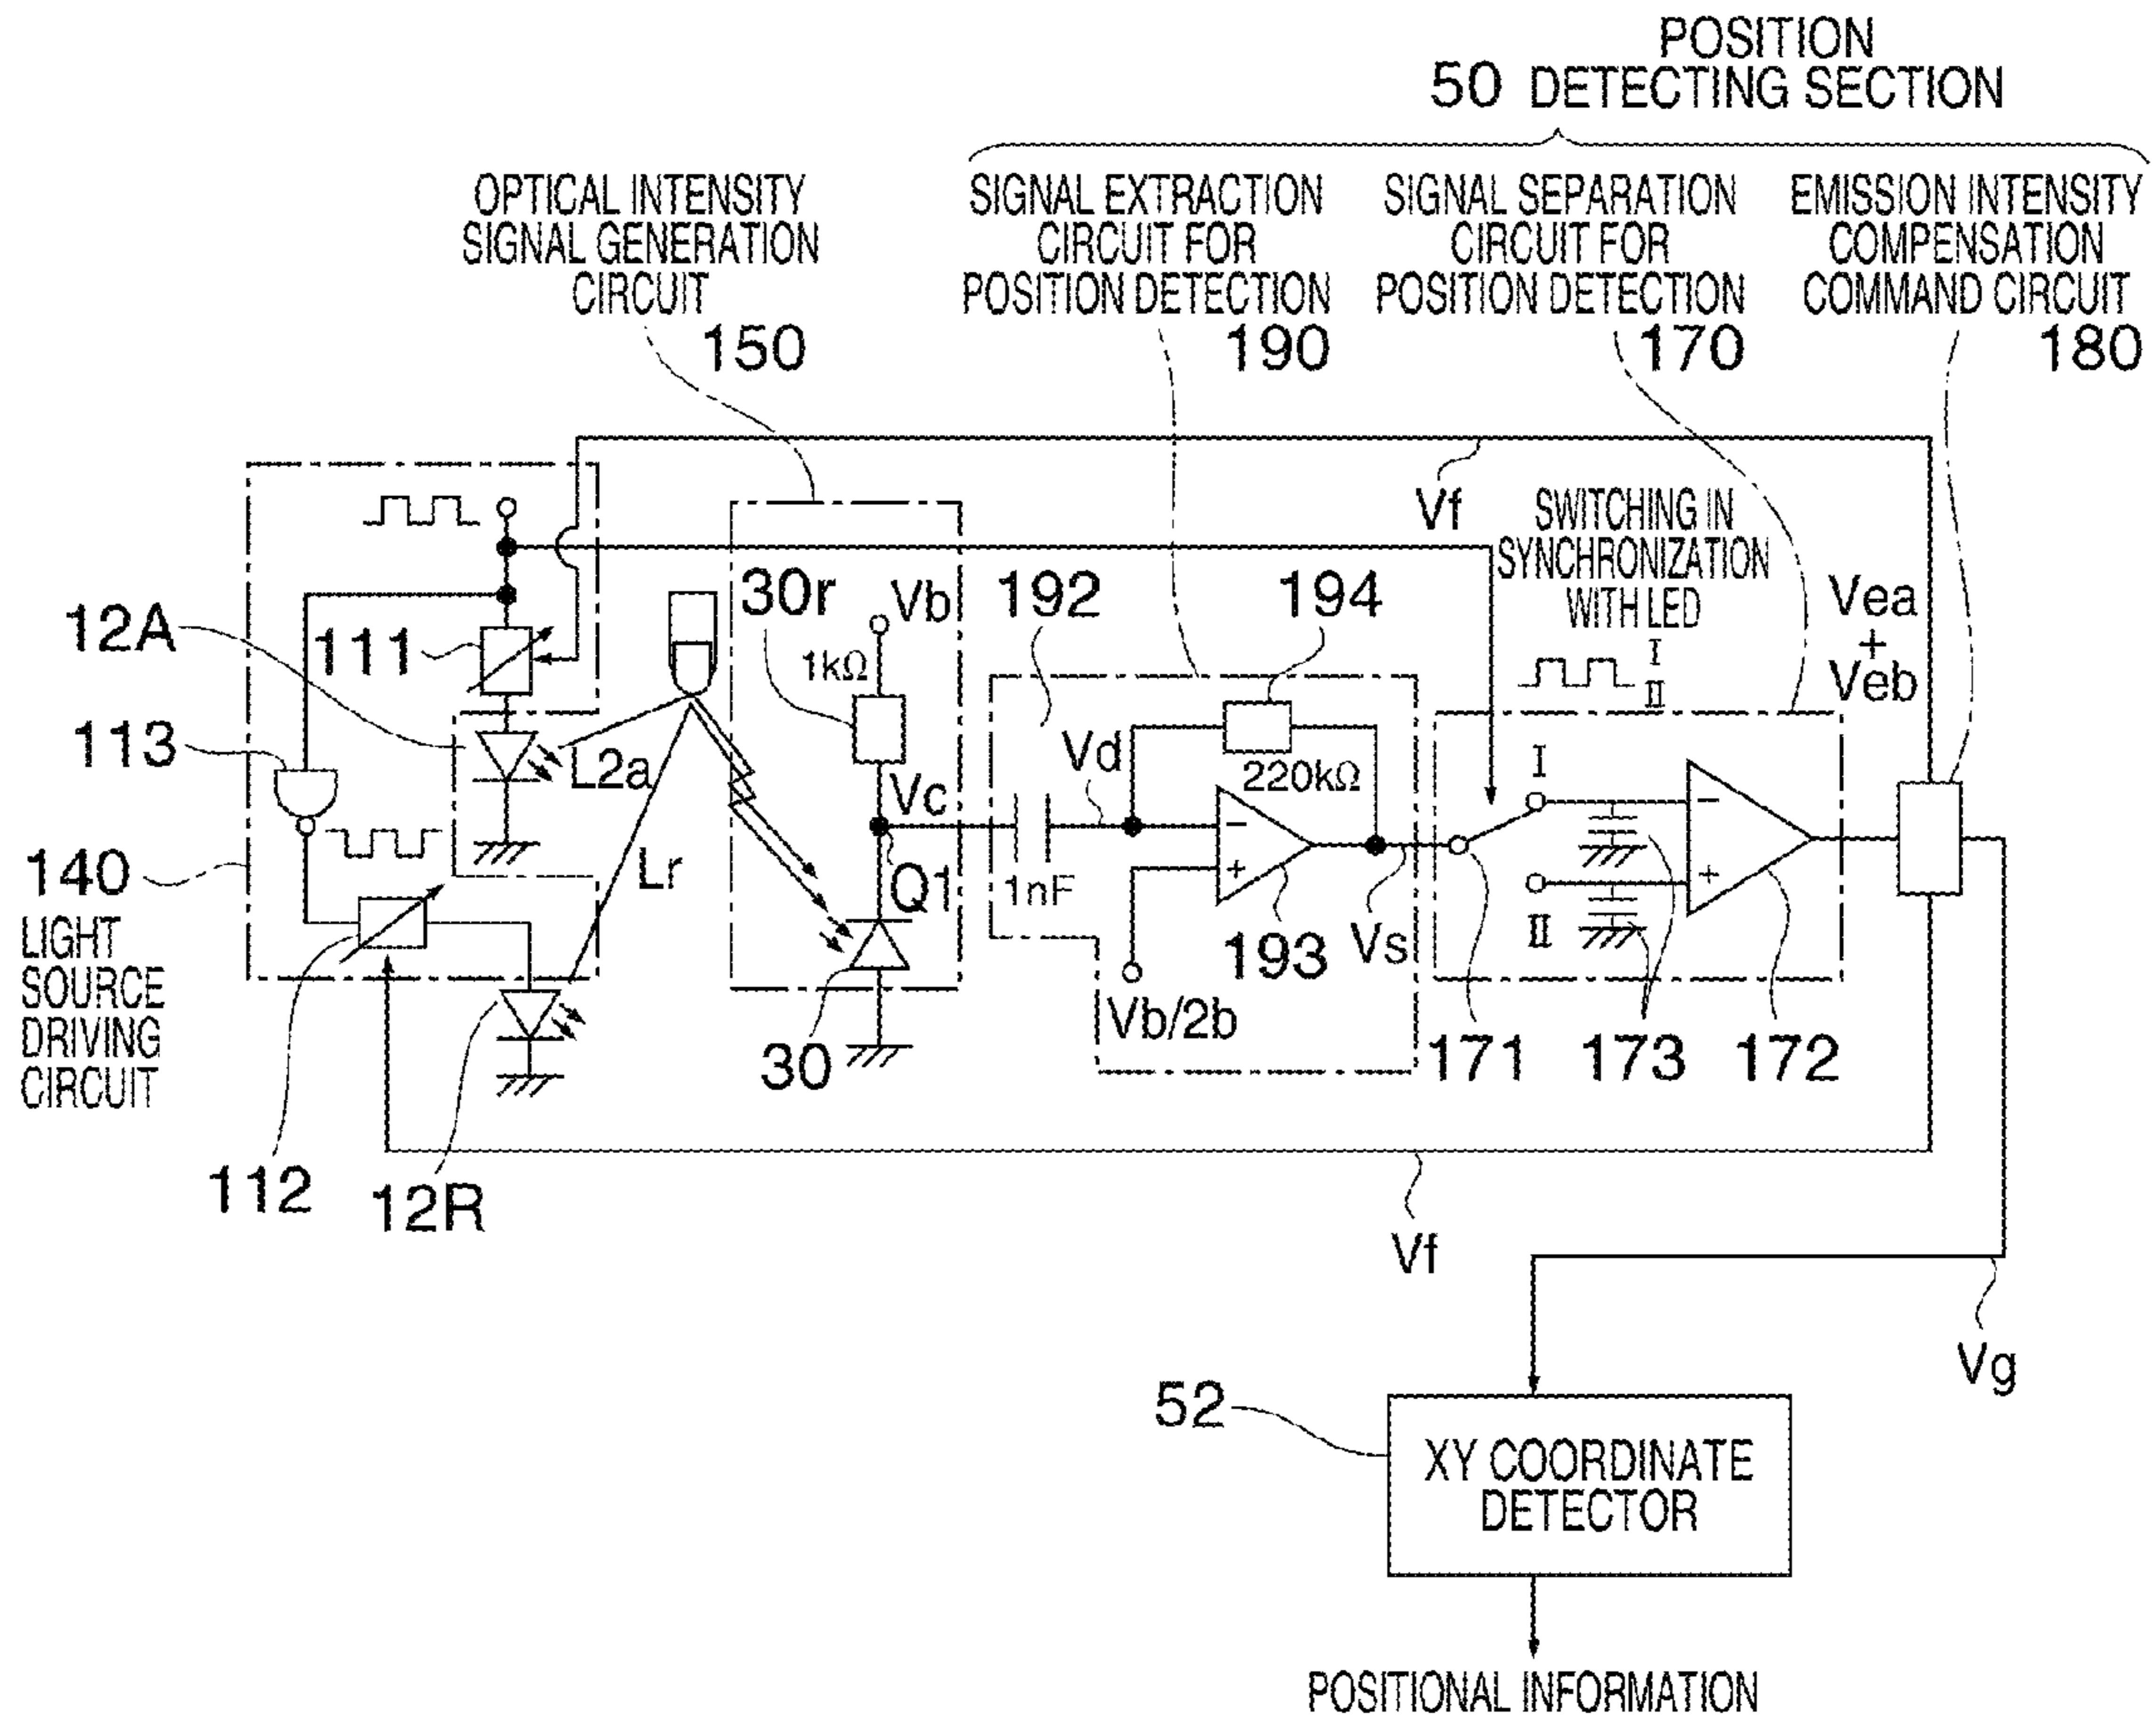 POSITION
50 DETECTING SECTION
OPTICAL INTENSITY
SIGNAL GENERATION
CIRCUIT
150
SIGNAL EXTRACTION
CIRCUIT FOR
POSITION DETECTION
190
SIGNAL SEPARATION
CIRCUIT FOR
POSITION DETECTION
170
EMISSION INTENSITY
COMPENSATION
COMMAND CIRCUIT
180
Vf
SWITCHING IN
SYNCHRONIZATION
WITH LED
I
II
Vea
+
Veb
12A
111
30r
Vb
1kΩ
192
194
113
L2a
Vc
Vd
220kΩ
I
−
+
−
+
140
LIGHT
SOURCE
DRIVING
CIRCUIT
Lr
Q1
1nF
193
Vs
II
Vb/2b
30
171
173
172
112
12R
Vf
Vg
52
XY COORDINATE
DETECTOR
POSITIONAL INFORMATION